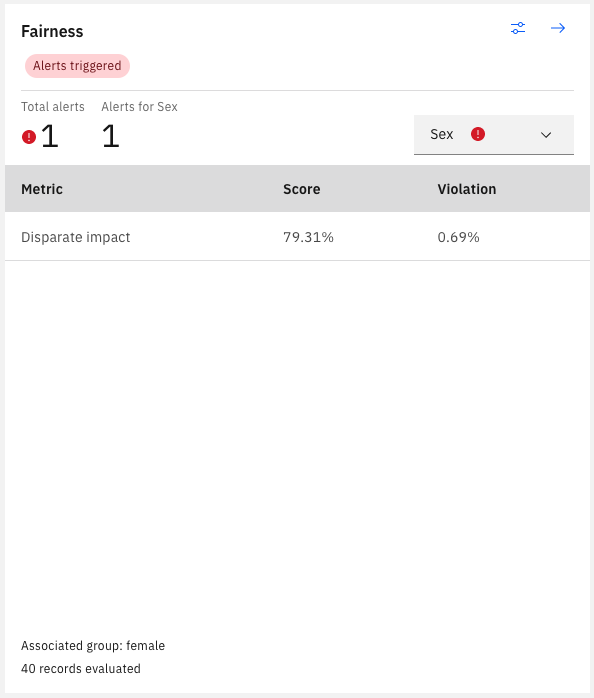 Fairness
Alerts triggered
Total alerts Alerts for Sex
! 1 1
Sex !
Metric Score Violation
Disparate impact 79.31% 0.69%
Associated group: female
40 records evaluated